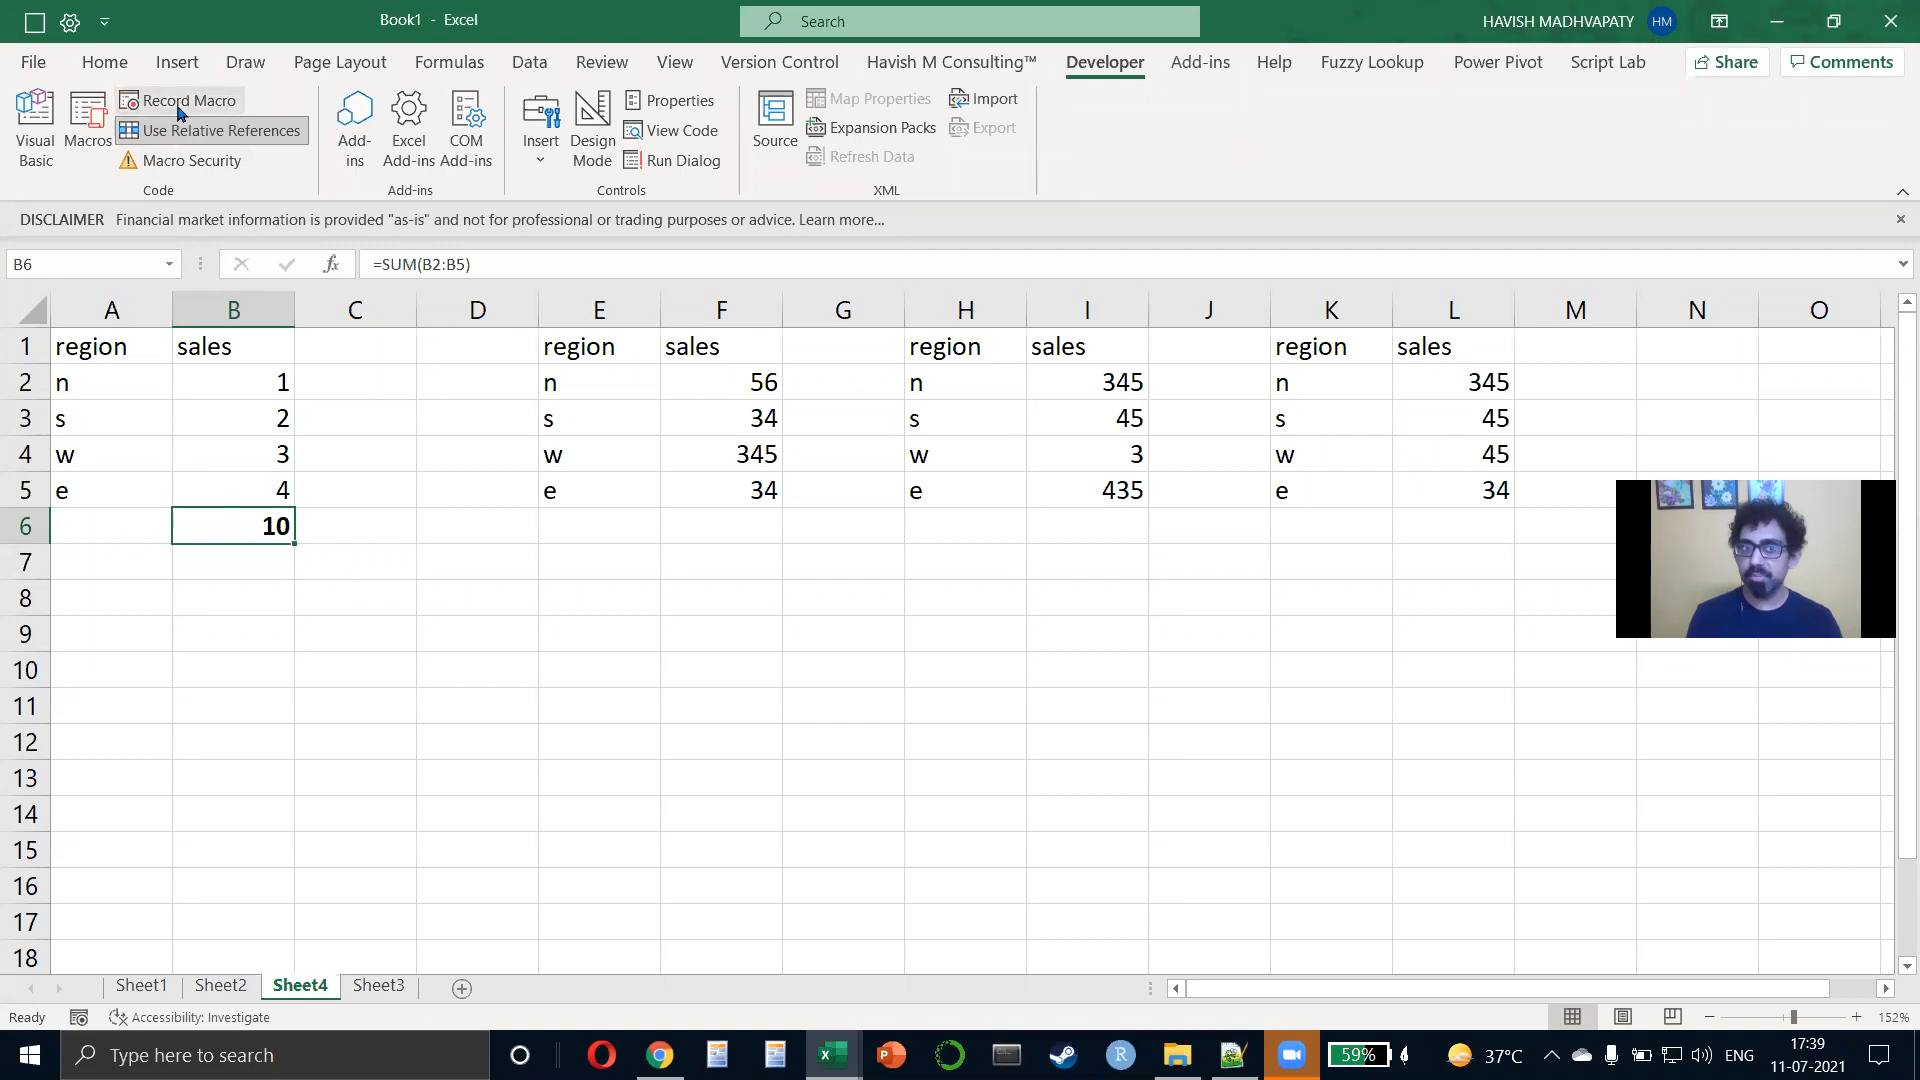 Book1 - Excel
Search
HAVISH MADHVAPATY HM
File Home Insert Draw Page Layout Formulas Data Review View Version Control Havish M Consulting™ Developer Add-ins Help Fuzzy Lookup Power Pivot Script Lab Share Comments
Visual Basic
Macros
Record Macro
Use Relative References
Macro Security
Code
Add-ins
Excel Add-ins
COM Add-ins
Add-ins
Insert
Design Mode
Properties
View Code
Run Dialog
Controls
Source
Map Properties
Expansion Packs
Refresh Data
Import
Export
XML
DISCLAIMER Financial market information is provided "as-is" and not for professional or trading purposes or advice. Learn more...
B6 fx =SUM(B2:B5)
A B C D E F G H I J K L M N O
1 region sales region sales region sales region sales
2 n 1 n 56 n 345 n 345
3 s 2 s 34 s 45 s 45
4 w 3 w 345 w 3 w 45
5 e 4 e 34 e 435 e 34
6 10
7
8
9
10
11
12
13
14
15
16
17
18
Sheet1 Sheet2 Sheet4 Sheet3
Ready Accessibility: Investigate 152%
Type here to search
59% 37°C ENG
17:39
11-07-2021